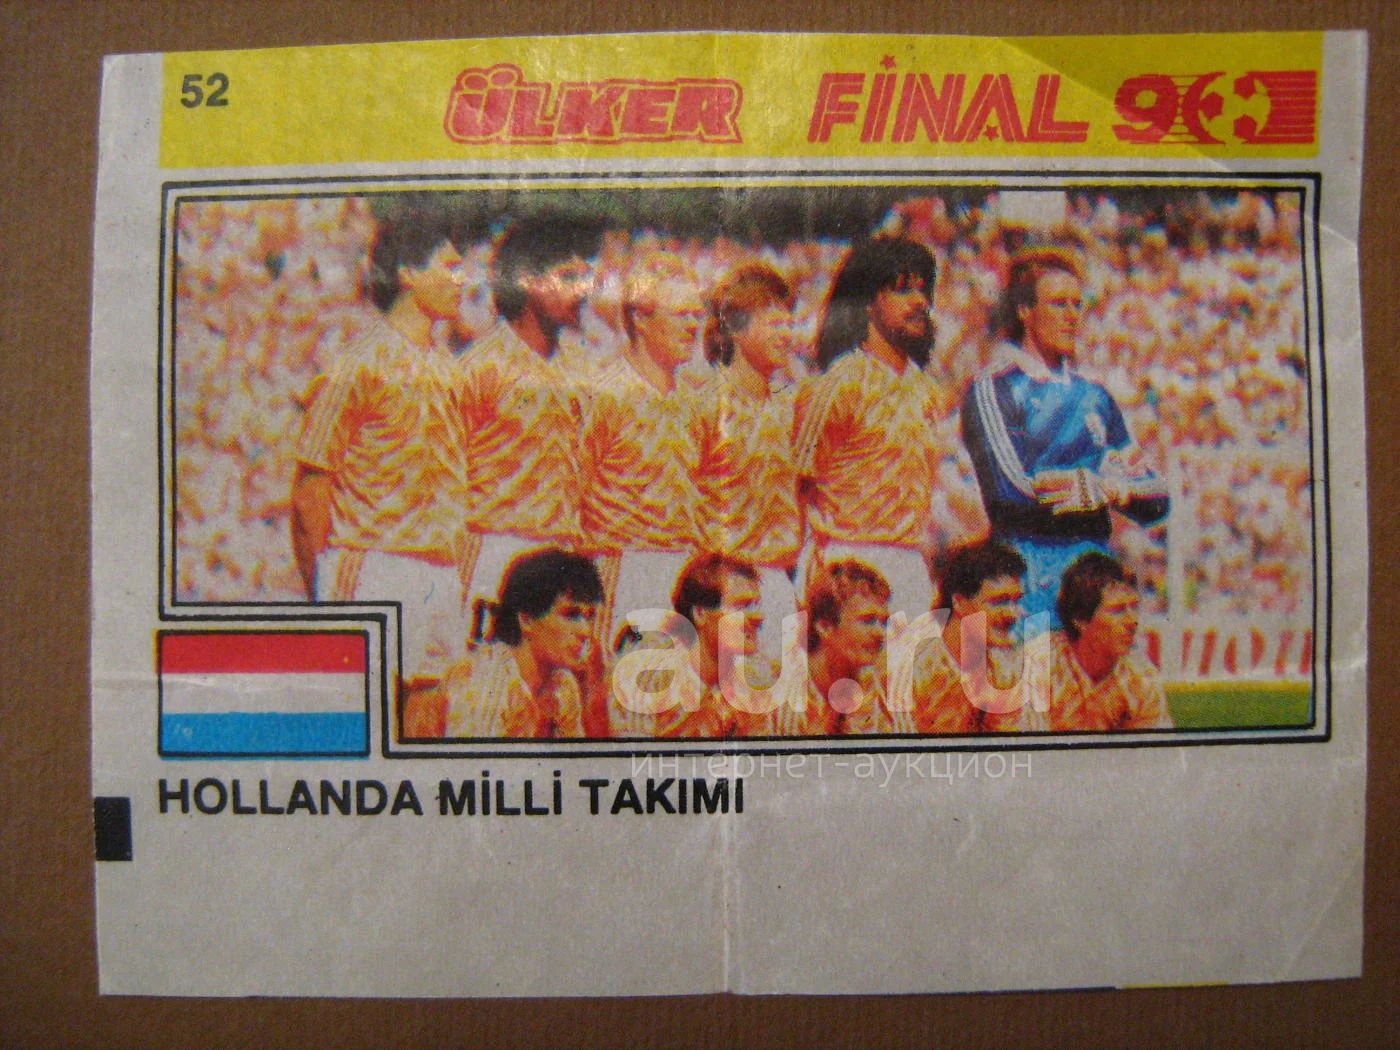 52 ÜLKER FİNAL 90
au.ru
интернет-аукцион
HOLLANDA MİLLİ TAKIMI